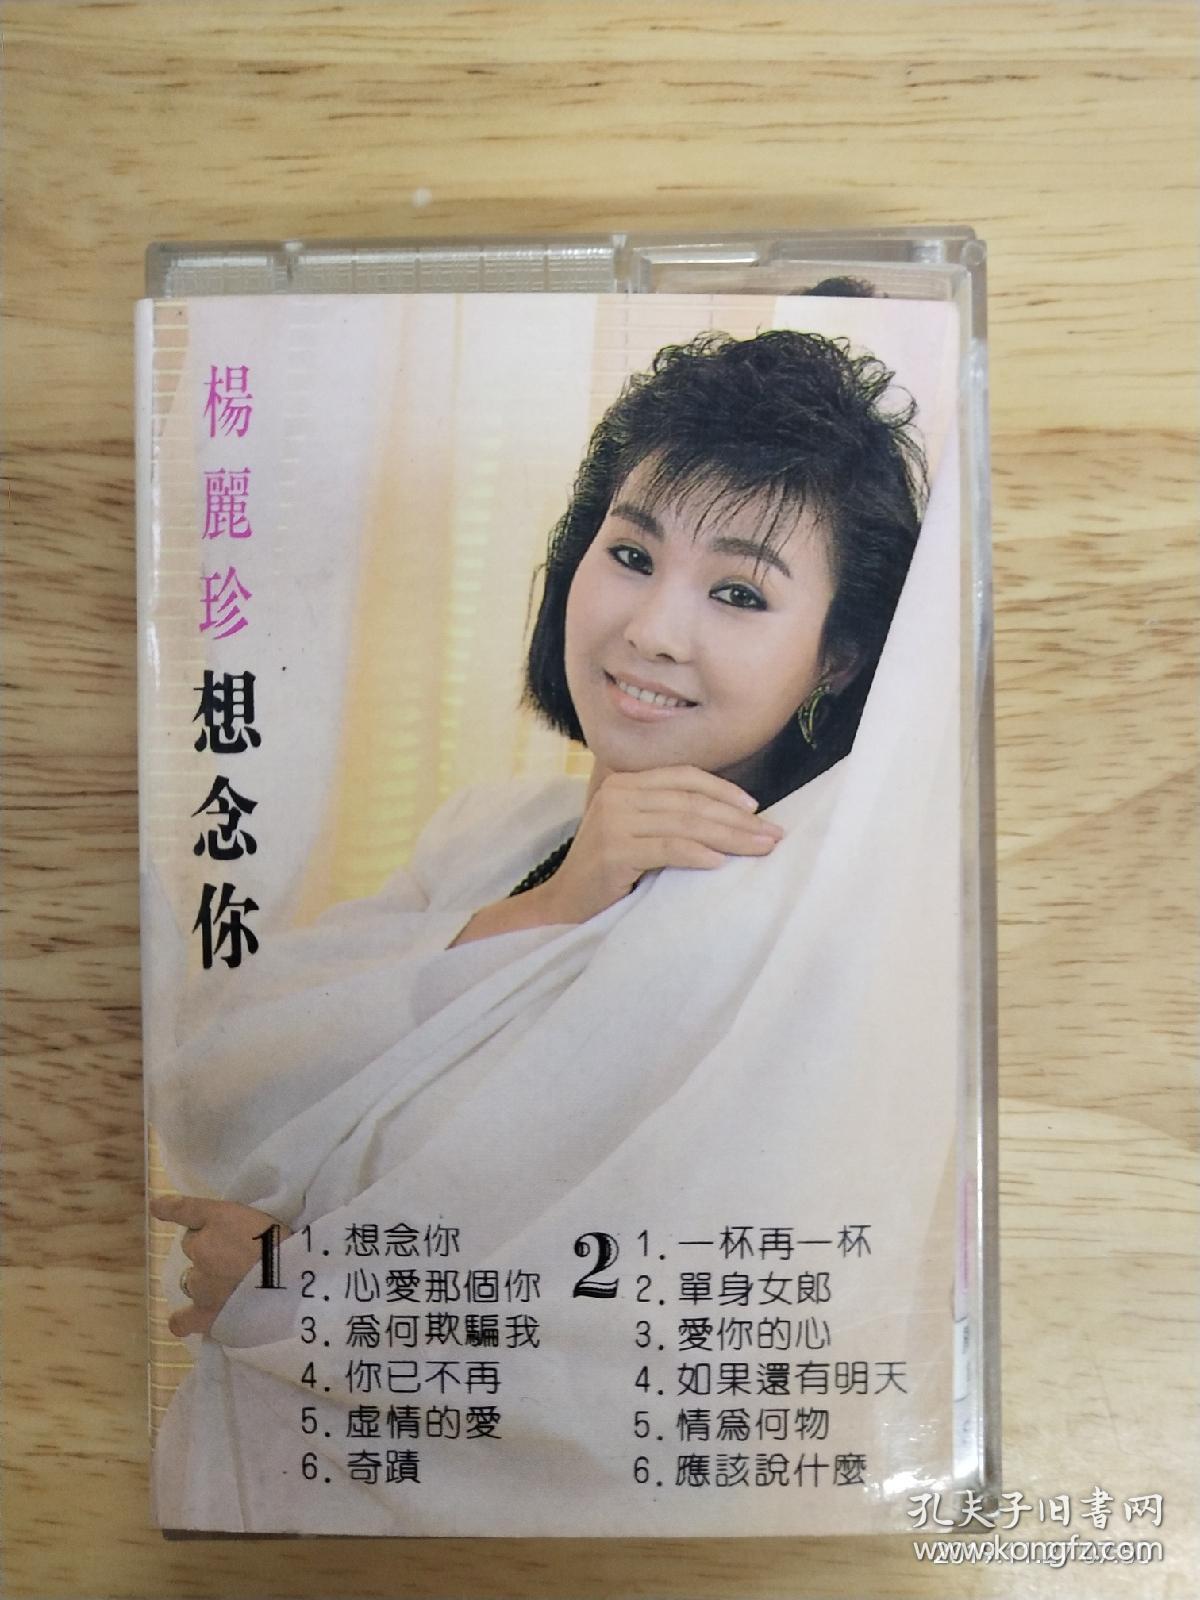 楊麗珍
想念你
1
1. 想念你
2. 心愛那個你
3. 爲何欺騙我
4. 你已不再
5. 虛情的愛
6. 奇蹟
2
1. 一杯再一杯
2. 單身女郎
3. 愛你的心
4. 如果還有明天
5. 情爲何物
6. 應該說什麼
孔夫子旧書网
www.kongfz.com